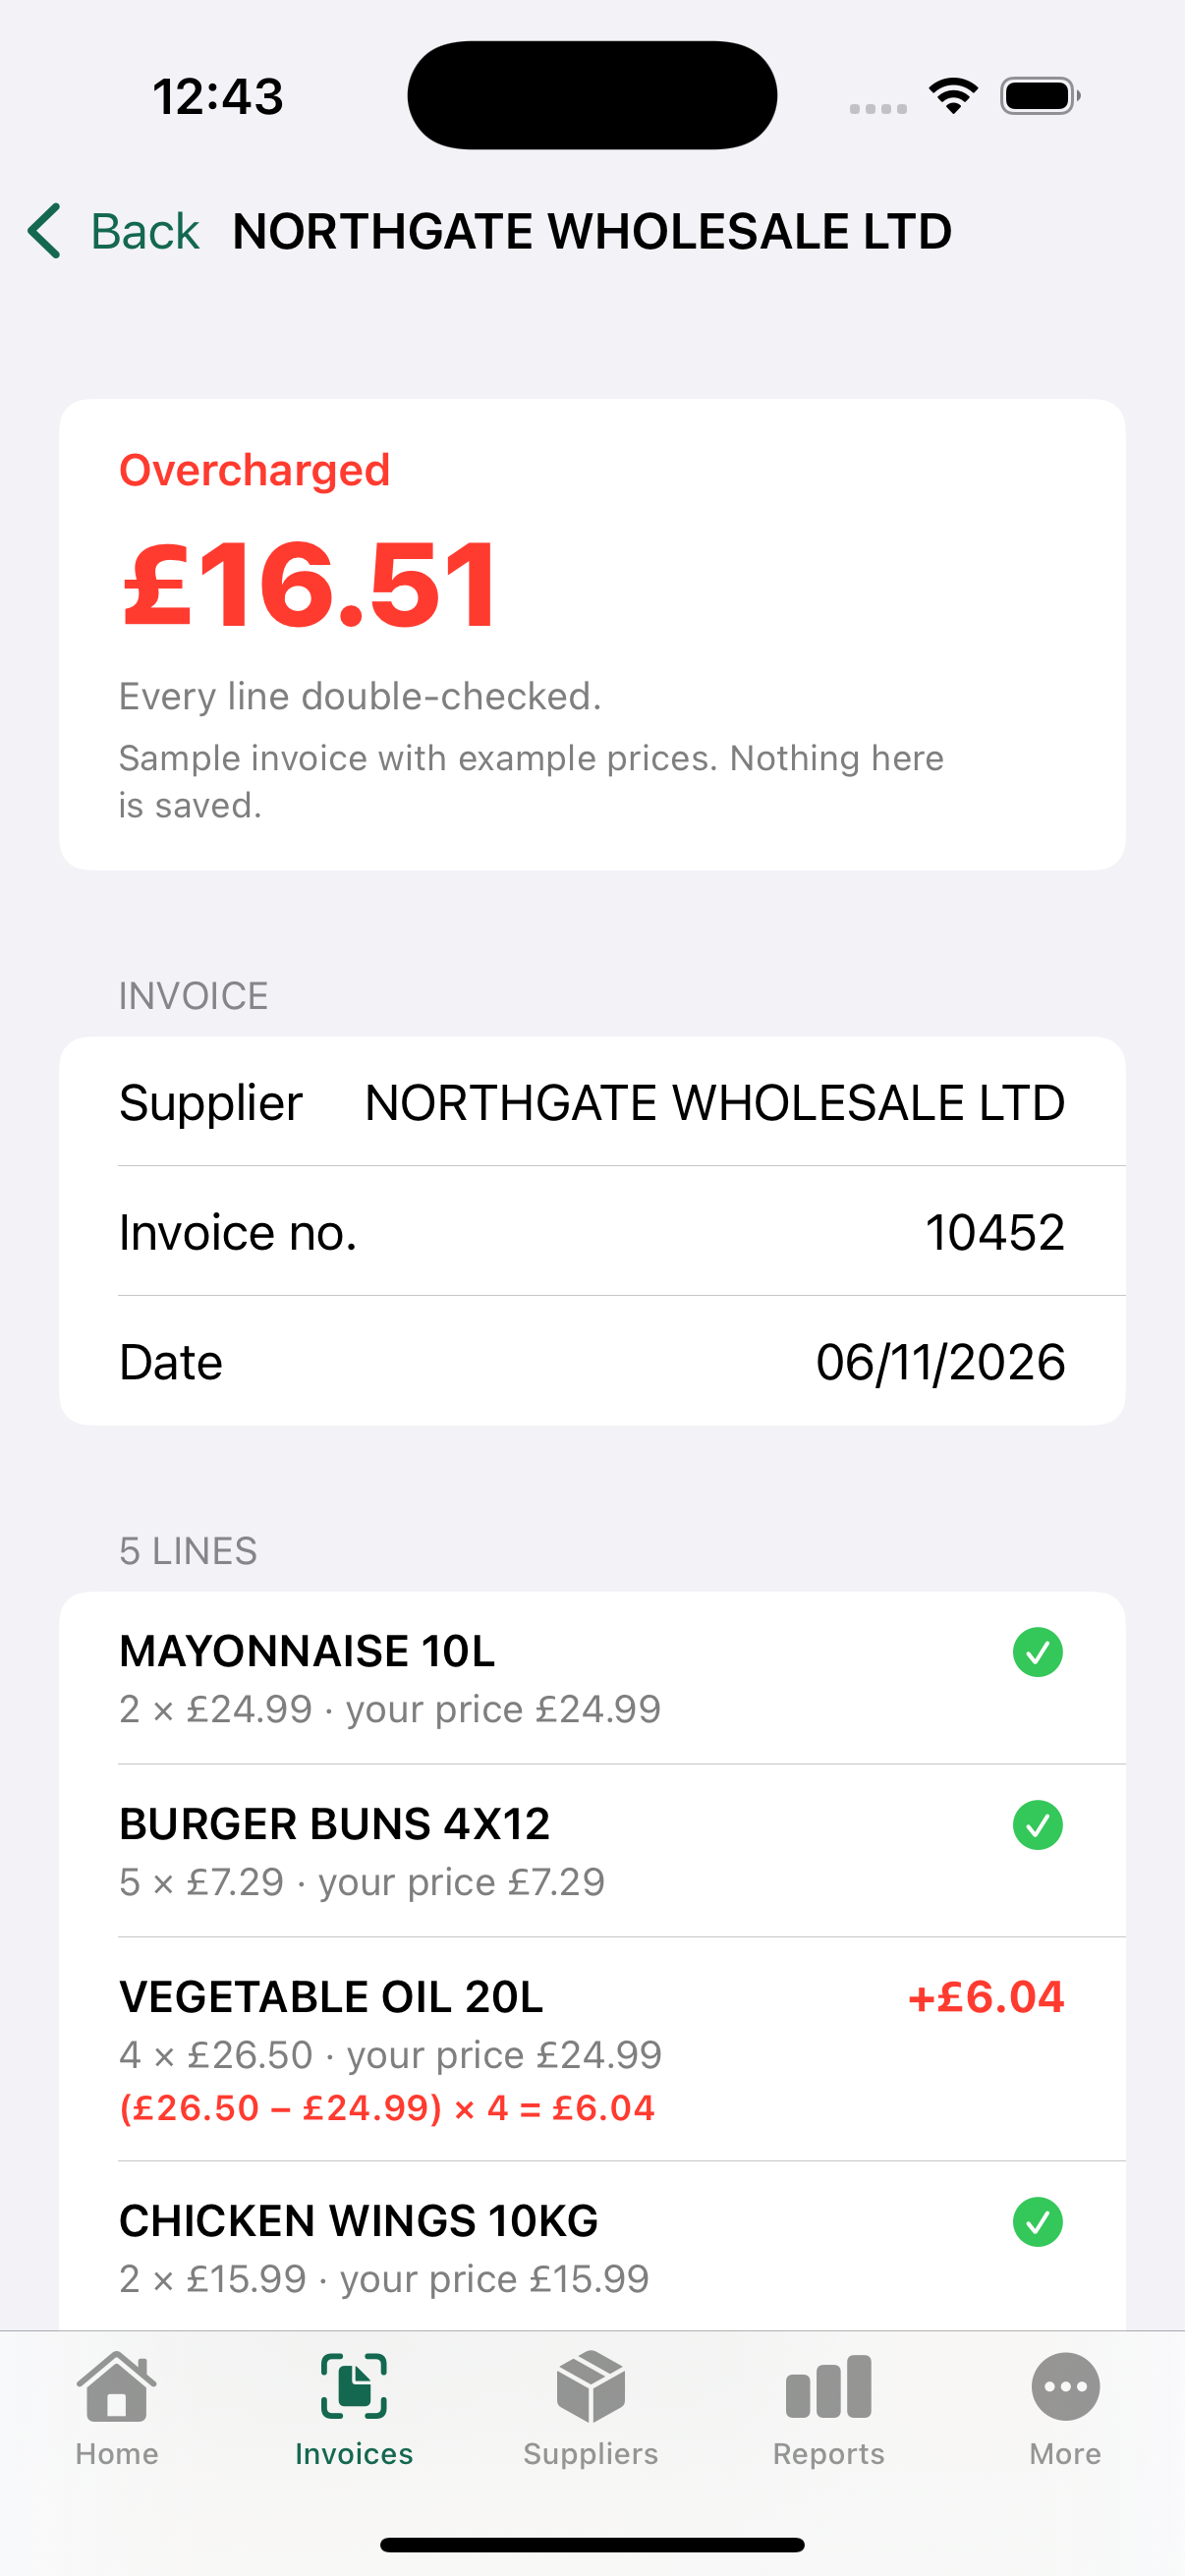 12:43
Back NORTHGATE WHOLESALE LTD
Overcharged
£16.51
Every line double-checked.
Sample invoice with example prices. Nothing here
is saved.
INVOICE
Supplier NORTHGATE WHOLESALE LTD
Invoice no. 10452
Date 06/11/2026
5 LINES
MAYONNAISE 10L
2 × £24.99 · your price £24.99
BURGER BUNS 4X12
5 × £7.29 · your price £7.29
VEGETABLE OIL 20L +£6.04
4 × £26.50 · your price £24.99
(£26.50 – £24.99) × 4 = £6.04
CHICKEN WINGS 10KG
2 × £15.99 · your price £15.99
Home Invoices Suppliers Reports More